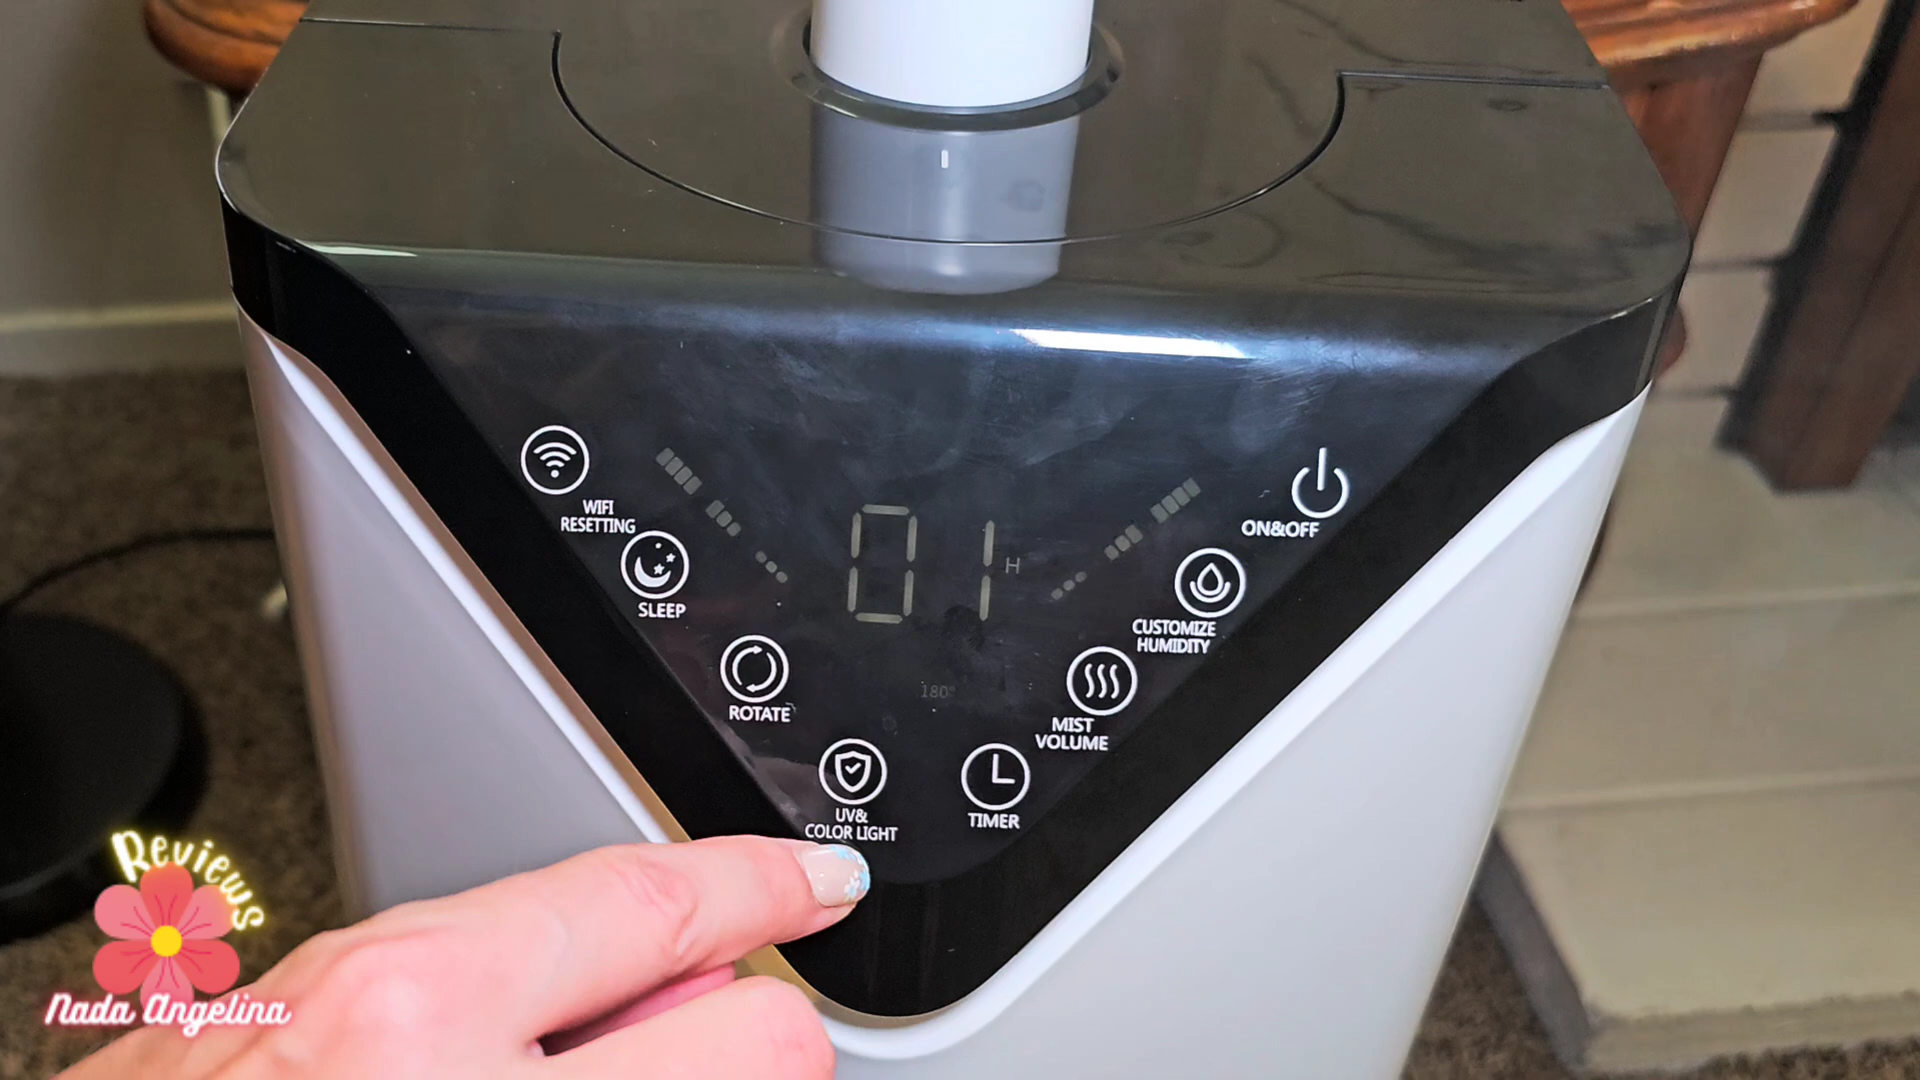 WIFI
RESETTING
SLEEP
ROTATE
UV&
COLOR LIGHT
01 H
180°
ON&OFF
CUSTOMIZE
HUMIDITY
MIST
VOLUME
TIMER
Reviews
Nada Angelina